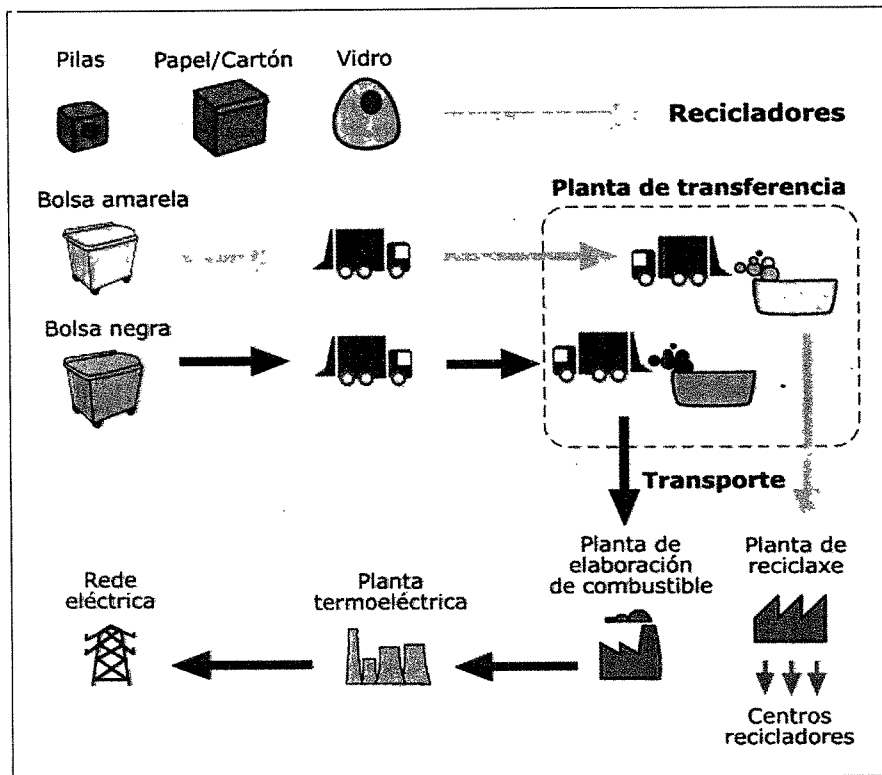 Pilas
Papel/Cartón
Vidro
Recicladores
Bolsa amarela
Planta de transferencia
Bolsa negra
Transporte
Rede
eléctrica
Planta
termoeléctrica
Planta de
elaboración
de combustible
Planta de
reciclaxe
Centros
recicladores